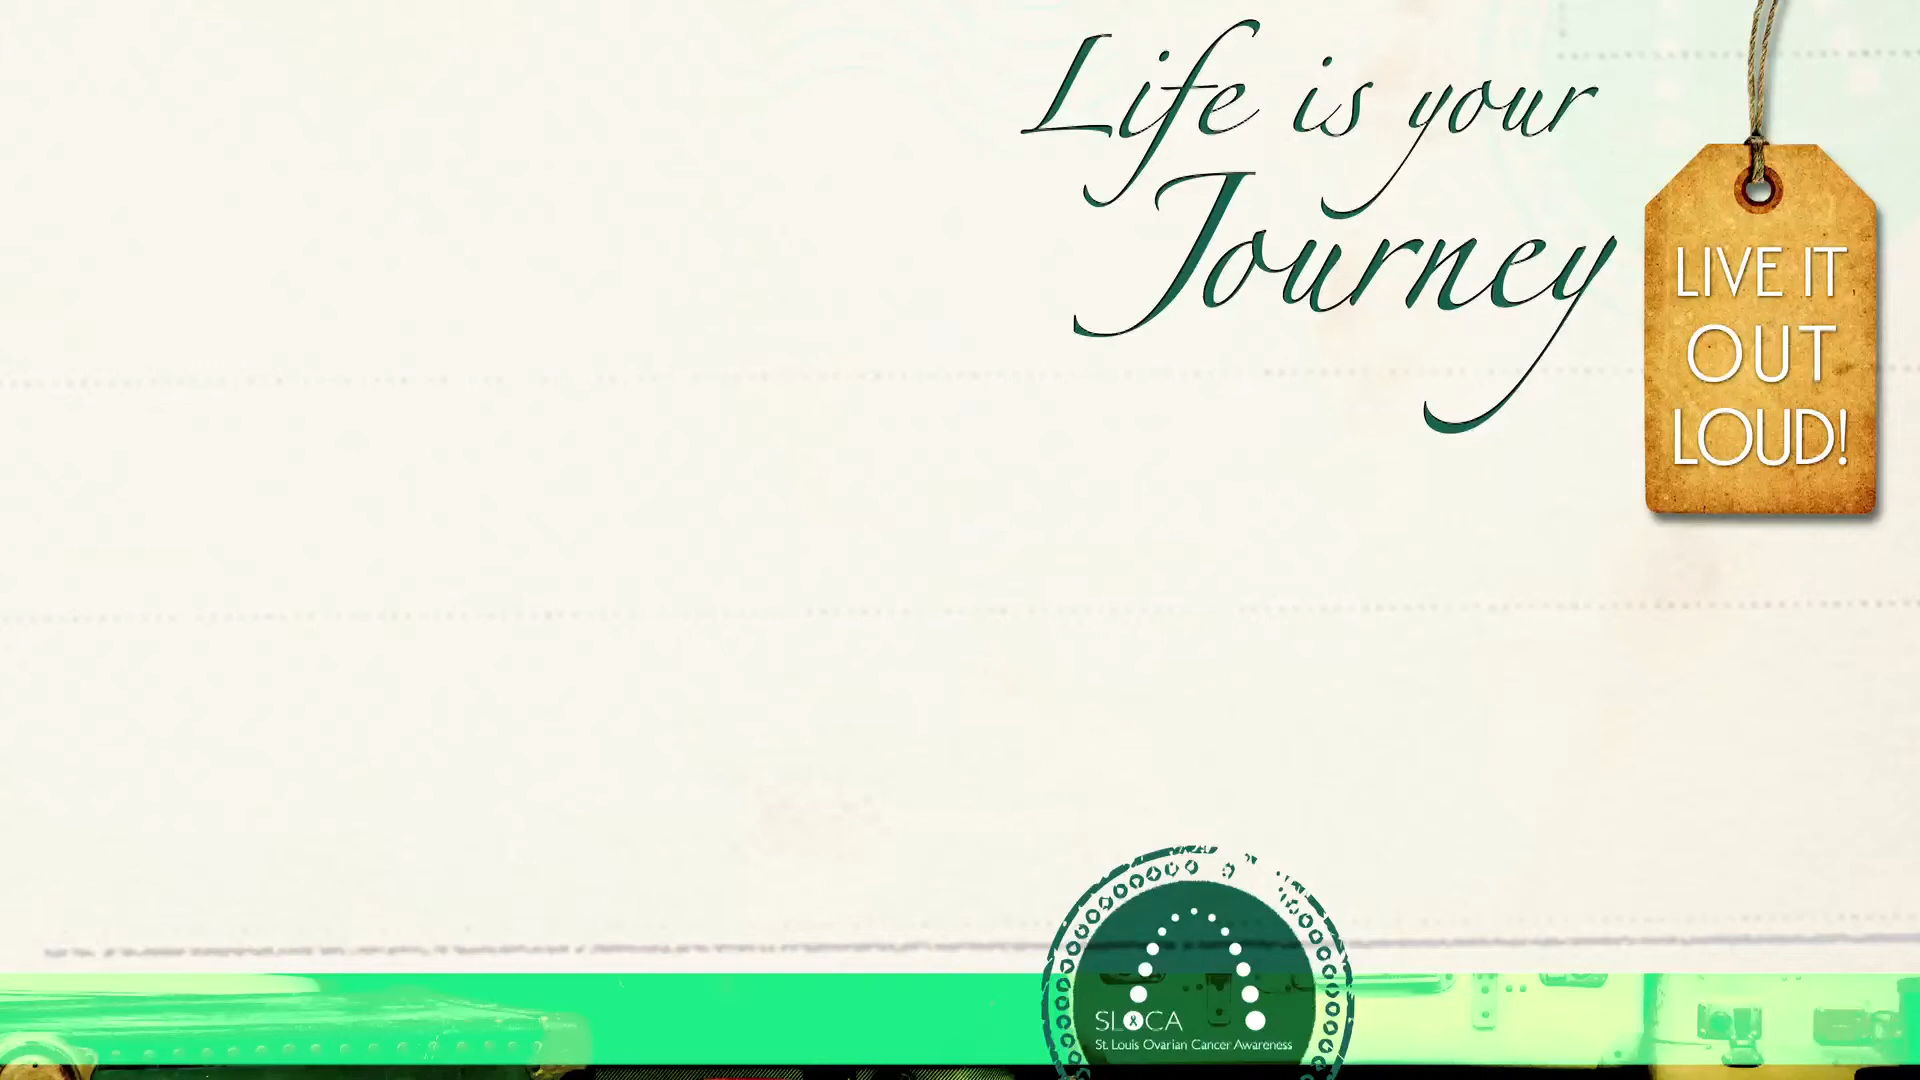 Life is your
Journey
LIVE IT
OUT
LOUD!
SLOCA
St. Louis Ovarian Cancer Awareness